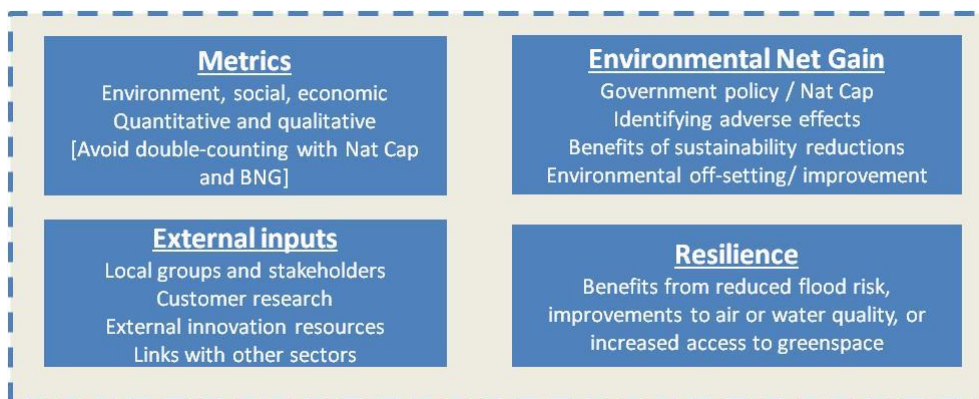 Metrics
Environment, social, economic
Quantitative and qualitative
[Avoid double-counting with Nat Cap
and BNG]
Environmental Net Gain
Government policy / Nat Cap
Identifying adverse effects
Benefits of sustainability reductions
Environmental off-setting/ improvement
External inputs
Local groups and stakeholders
Customer research
External innovation resources
Links with other sectors
Resilience
Benefits from reduced flood risk,
improvements to air or water quality, or
increased access to greenspace